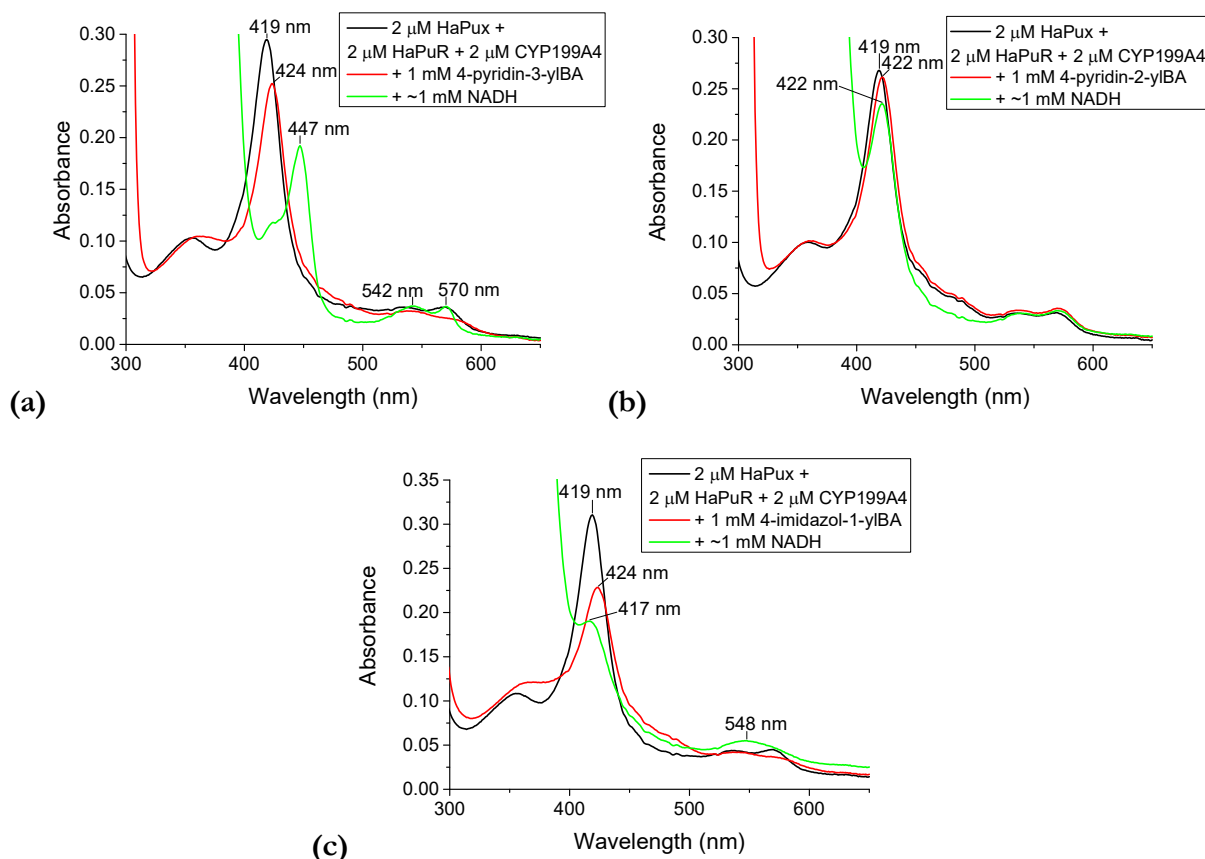 419 nm
424 nm
447 nm
542 nm
570 nm
2 μM HaPux +
2 μM HaPuR + 2 μM CYP199A4
+ 1 mM 4-pyridin-3-ylBA
+ ~1 mM NADH
0.30
0.25
0.20
0.15
0.10
0.05
0.00
Absorbance
300
400
500
600
Wavelength (nm)
(a)
419 nm
422 nm
422 nm
2 μM HaPux +
2 μM HaPuR + 2 μM CYP199A4
+ 1 mM 4-pyridin-2-ylBA
+ ~1 mM NADH
0.30
0.25
0.20
0.15
0.10
0.05
0.00
Absorbance
300
400
500
600
Wavelength (nm)
(b)
419 nm
424 nm
417 nm
548 nm
2 μM HaPux +
2 μM HaPuR + 2 μM CYP199A4
+ 1 mM 4-imidazol-1-ylBA
+ ~1 mM NADH
0.35
0.30
0.25
0.20
0.15
0.10
0.05
0.00
Absorbance
300
400
500
600
Wavelength (nm)
(c)